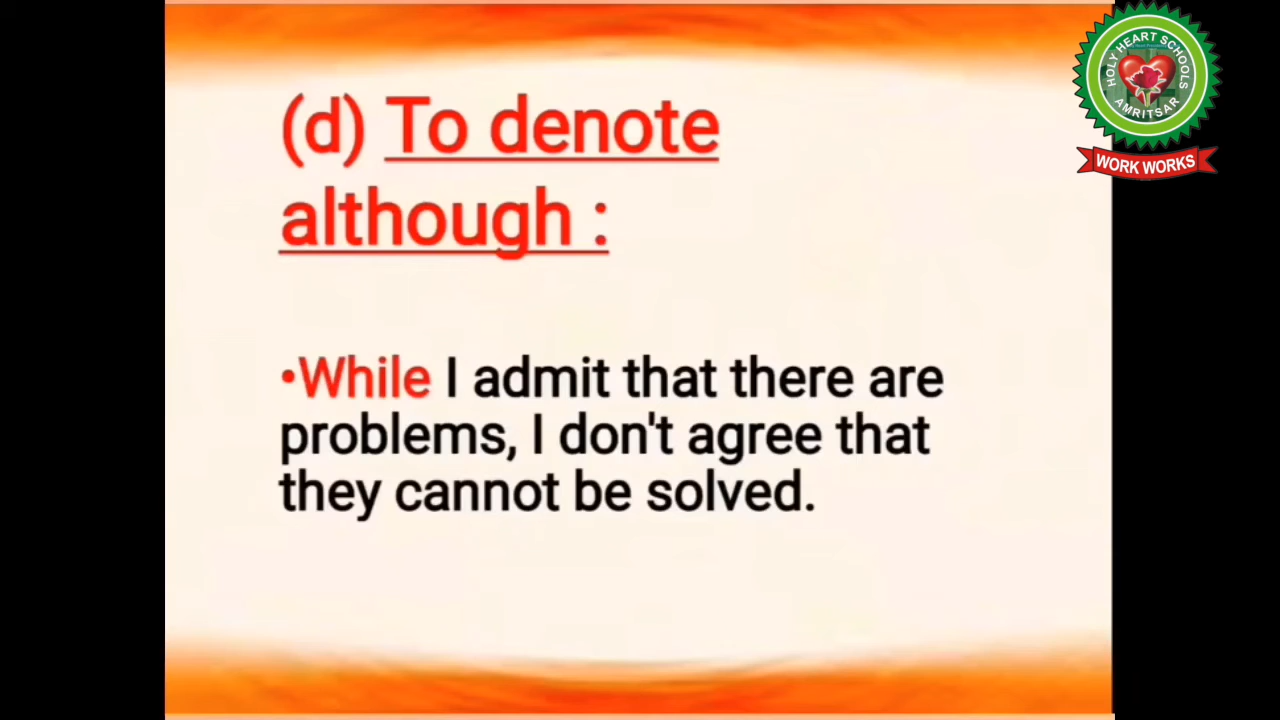 (d) To denote
although :
•While I admit that there are
problems, I don't agree that
they cannot be solved.
HOLY HEART SCHOOLS
AMRITSAR
WORK WORKS